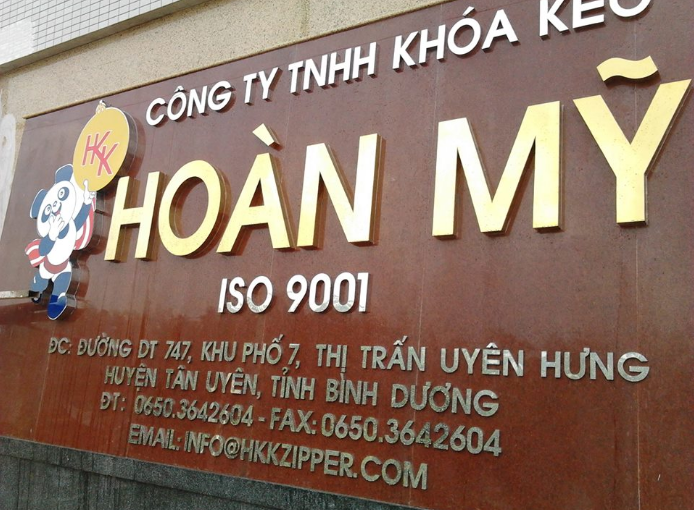 CÔNG TY TNHH KHÓA KÉO
HKK
HOÀN MỸ
ISO 9001
ĐC: ĐƯỜNG DT 747, KHU PHỐ 7, THỊ TRẤN UYÊN HƯNG
HUYỆN TÂN UYÊN, TỈNH BÌNH DƯƠNG
ĐT: 0650.3642604 - FAX: 0650.3642604
EMAIL: INFO@HKKZIPPER.COM